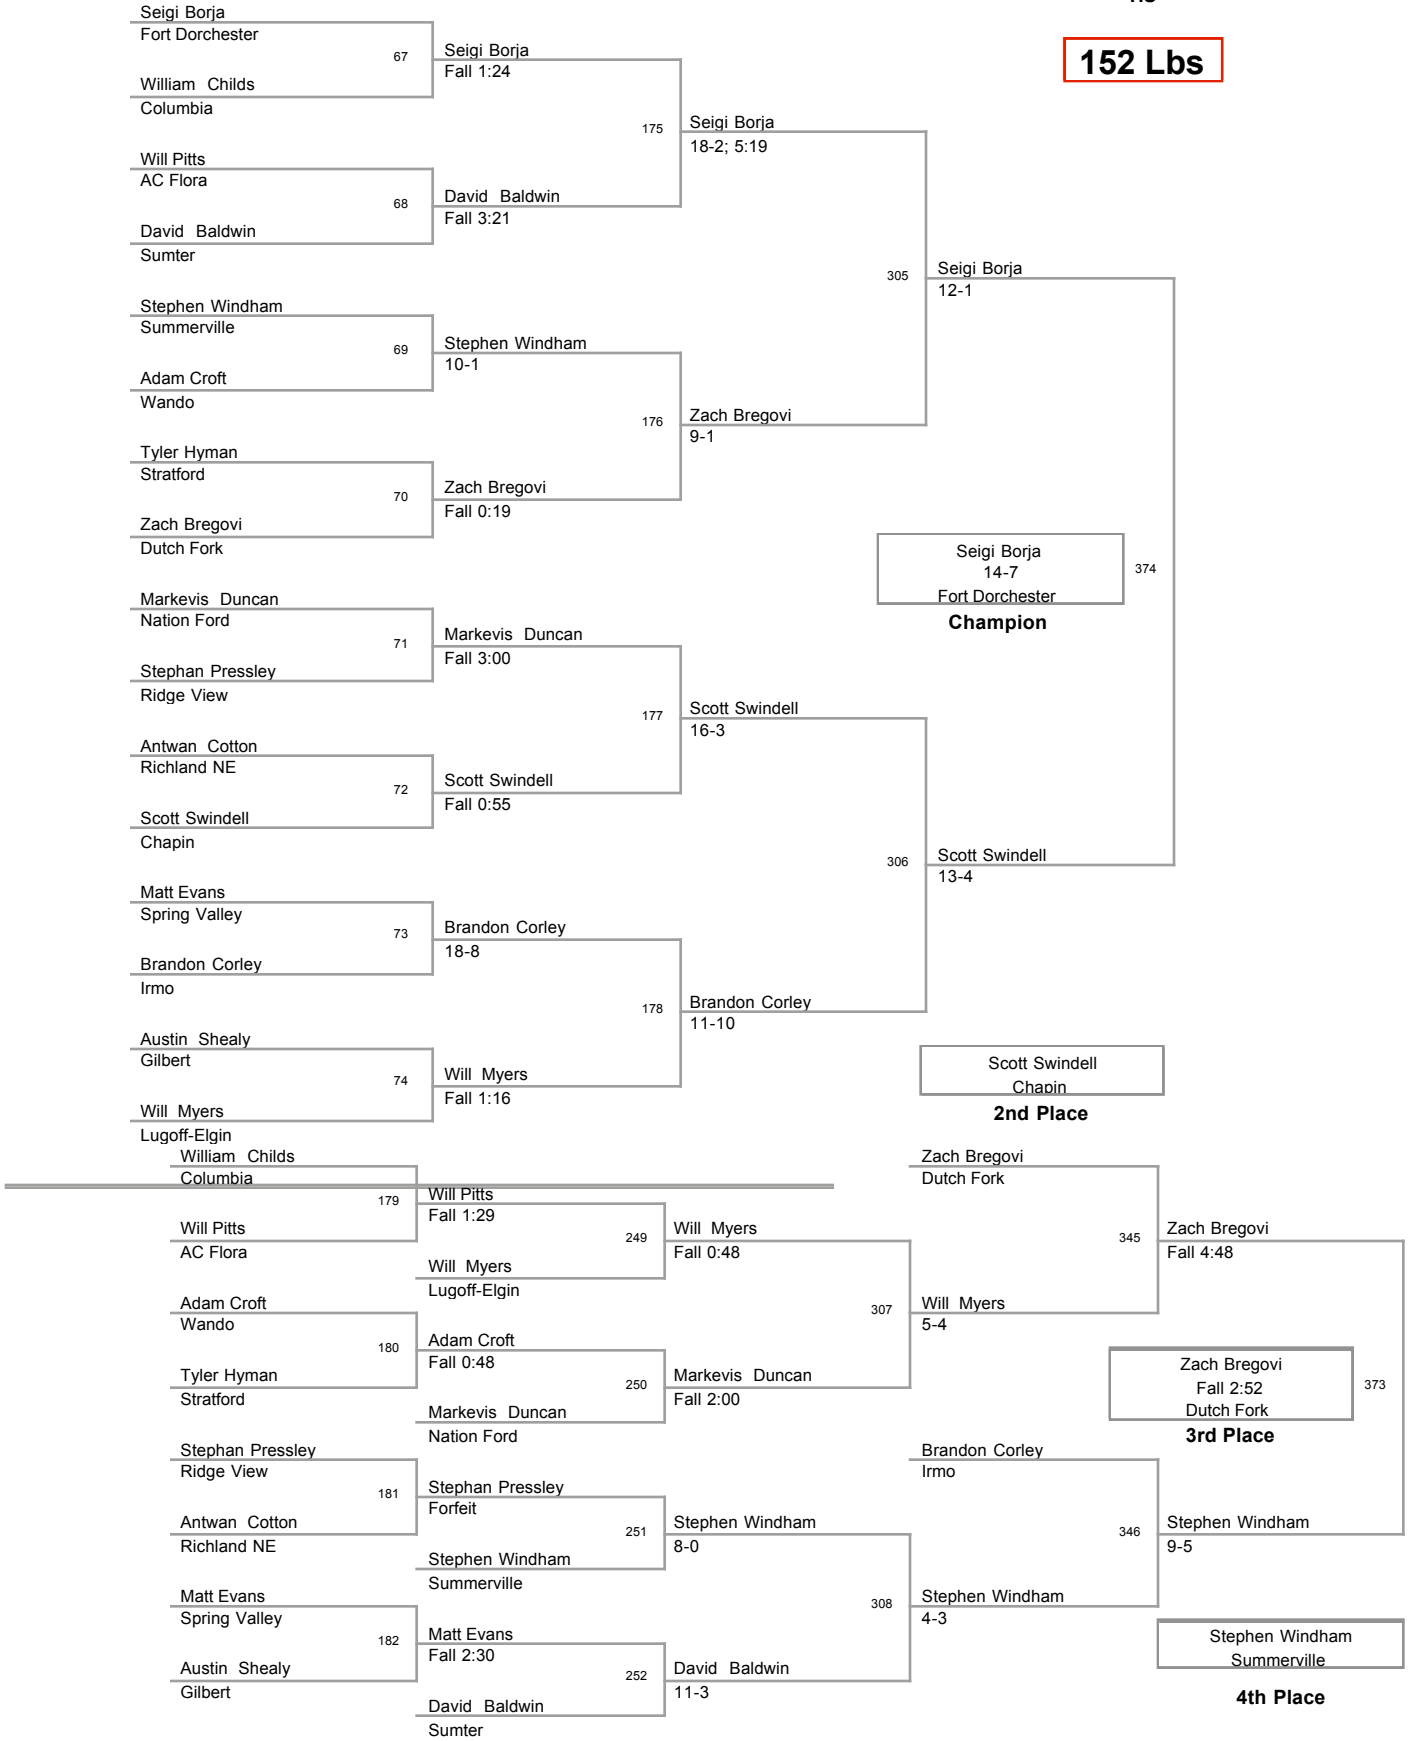 152 Lbs
Seigi Borja
Fort Dorchester
67
Seigi Borja
Fall 1:24
William Childs
Columbia
175
Seigi Borja
18-2; 5:19
Will Pitts
AC Flora
68
David Baldwin
Fall 3:21
David Baldwin
Sumter
305
Seigi Borja
12-1
Stephen Windham
Summerville
69
Stephen Windham
10-1
Adam Croft
Wando
176
Zach Bregovi
9-1
Tyler Hyman
Stratford
70
Zach Bregovi
Fall 0:19
Zach Bregovi
Dutch Fork
Seigi Borja
14-7
Fort Dorchester
374
Champion
Markevis Duncan
Nation Ford
71
Markevis Duncan
Fall 3:00
Stephan Pressley
Ridge View
177
Scott Swindell
16-3
Antwan Cotton
Richland NE
72
Scott Swindell
Fall 0:55
Scott Swindell
Chapin
306
Scott Swindell
13-4
Matt Evans
Spring Valley
73
Brandon Corley
18-8
Brandon Corley
Irmo
178
Brandon Corley
11-10
Austin Shealy
Gilbert
74
Will Myers
Fall 1:16
Will Myers
Lugoff-Elgin
Scott Swindell
Chapin
2nd Place
William Childs
Columbia
179
Will Pitts
Fall 1:29
Will Pitts
AC Flora
249
Will Myers
Fall 0:48
Will Myers
Lugoff-Elgin
Zach Bregovi
Dutch Fork
345
Zach Bregovi
Fall 4:48
Adam Croft
Wando
180
Adam Croft
Fall 0:48
307
Will Myers
5-4
Tyler Hyman
Stratford
250
Markevis Duncan
Fall 2:00
Markevis Duncan
Nation Ford
Zach Bregovi
Fall 2:52
Dutch Fork
373
3rd Place
Stephan Pressley
Ridge View
181
Stephan Pressley
Forfeit
Antwan Cotton
Richland NE
251
Stephen Windham
8-0
Stephen Windham
Summerville
Brandon Corley
Irmo
346
Stephen Windham
9-5
Matt Evans
Spring Valley
182
Matt Evans
Fall 2:30
308
Stephen Windham
4-3
Austin Shealy
Gilbert
252
David Baldwin
11-3
David Baldwin
Sumter
Stephen Windham
Summerville
4th Place